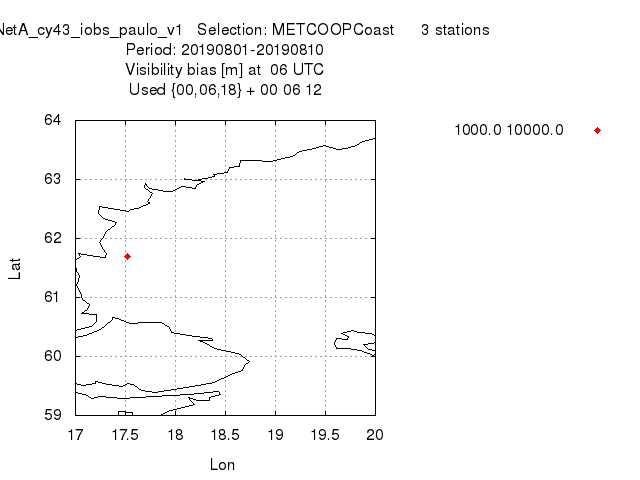 NetA_cy43_iobs_paulo_v1 Selection: METCOOPCoast 3 stations
Period: 20190801-20190810
Visibility bias [m] at 06 UTC
Used {00,06,18} + 00 06 12
1000.0 10000.0
64
63
62
61
60
59
Lat
17 17.5 18 18.5 19 19.5 20
Lon